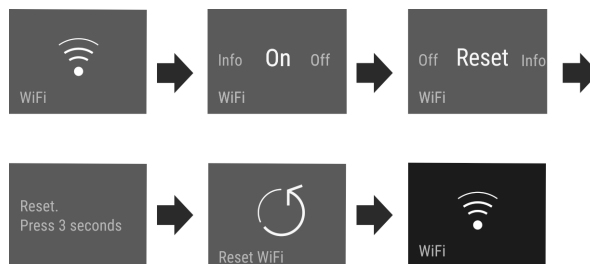 WiFi
Info On Off
WiFi
Off Reset Info
WiFi
Reset.
Press 3 seconds
Reset WiFi
WiFi